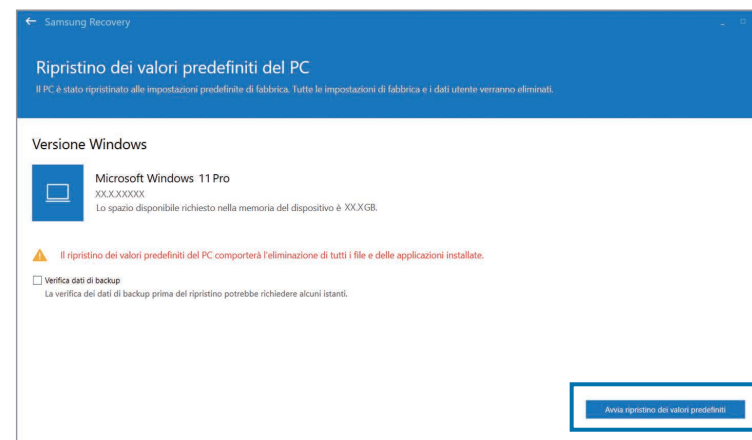 Samsung Recovery
Ripristino dei valori predefiniti del PC
Il PC è stato ripristinato alle impostazioni predefinite di fabbrica. Tutte le impostazioni di fabbrica e i dati utente verranno eliminati.
Versione Windows
Microsoft Windows 11 Pro
XX.X.XXXXX
Lo spazio disponibile richiesto nella memoria del dispositivo è XX.XGB.
Il ripristino dei valori predefiniti del PC comporterà l'eliminazione di tutti i file e delle applicazioni installate.
Verifica dati di backup
La verifica dei dati di backup prima del ripristino potrebbe richiedere alcuni istanti.
Avvia ripristino dei valori predefiniti